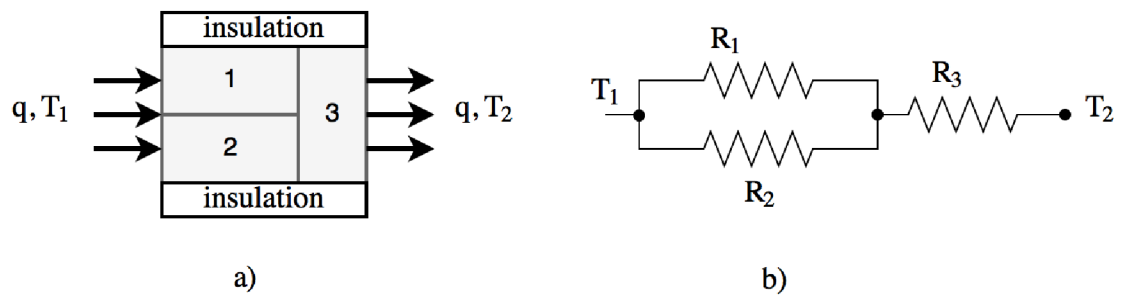 insulation
1
q, T₁
2
3
q, T₂
insulation
a)
R₁
T₁
R₂
R₃
T₂
b)